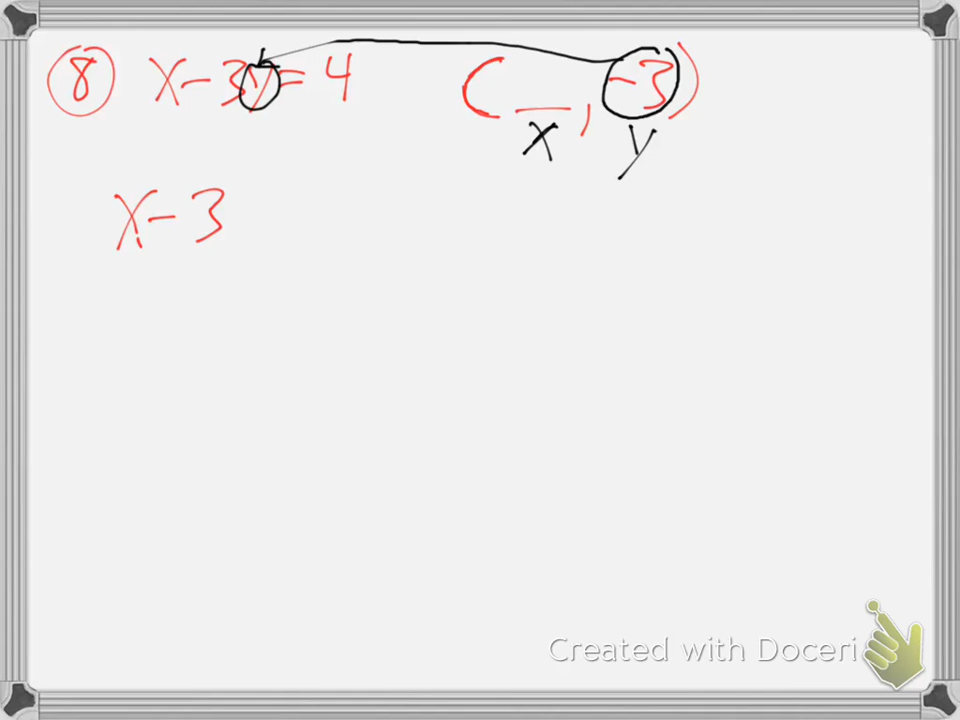 8 x - 3y = 4 ( __ , -3 )
x y
x - 3
Created with Doceri